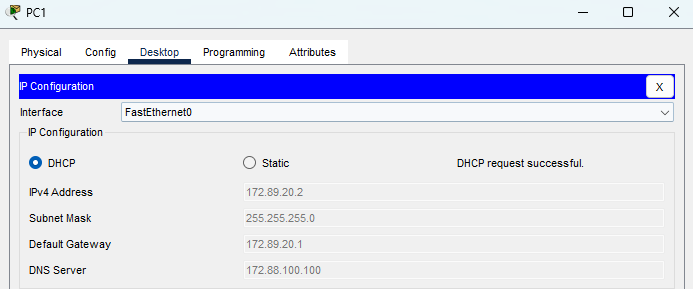 PC1
Physical Config Desktop Programming Attributes
IP Configuration X
Interface FastEthernet0
IP Configuration
DHCP Static DHCP request successful.
IPv4 Address 172.89.20.2
Subnet Mask 255.255.255.0
Default Gateway 172.89.20.1
DNS Server 172.88.100.100